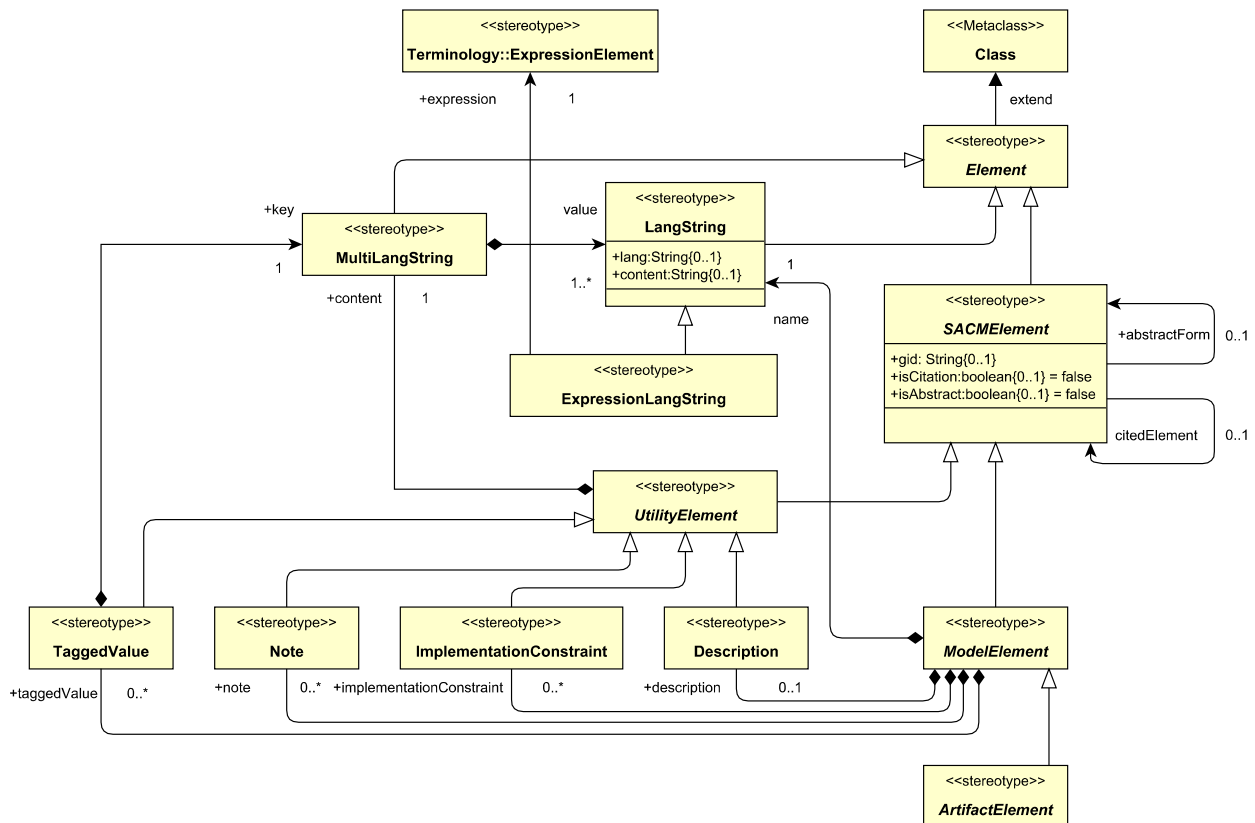 <<stereotype>>
Terminology::ExpressionElement
<<Metaclass>>
Class
+expression
1
extend
<<stereotype>>
Element
+key
1
<<stereotype>>
MultiLangString
+content
1
value
1..*
<<stereotype>>
LangString
+lang:String{0..1}
+content:String{0..1}
1
name
<<stereotype>>
ExpressionLangString
<<stereotype>>
SACMElement
+gid: String{0..1}
+isCitation:boolean{0..1} = false
+isAbstract:boolean{0..1} = false
+abstractForm
0..1
citedElement
0..1
<<stereotype>>
UtilityElement
<<stereotype>>
TaggedValue
+taggedValue
0..*
<<stereotype>>
Note
+note
0..*
<<stereotype>>
ImplementationConstraint
+implementationConstraint
0..*
<<stereotype>>
Description
+description
0..1
<<stereotype>>
ModelElement
<<stereotype>>
ArtifactElement